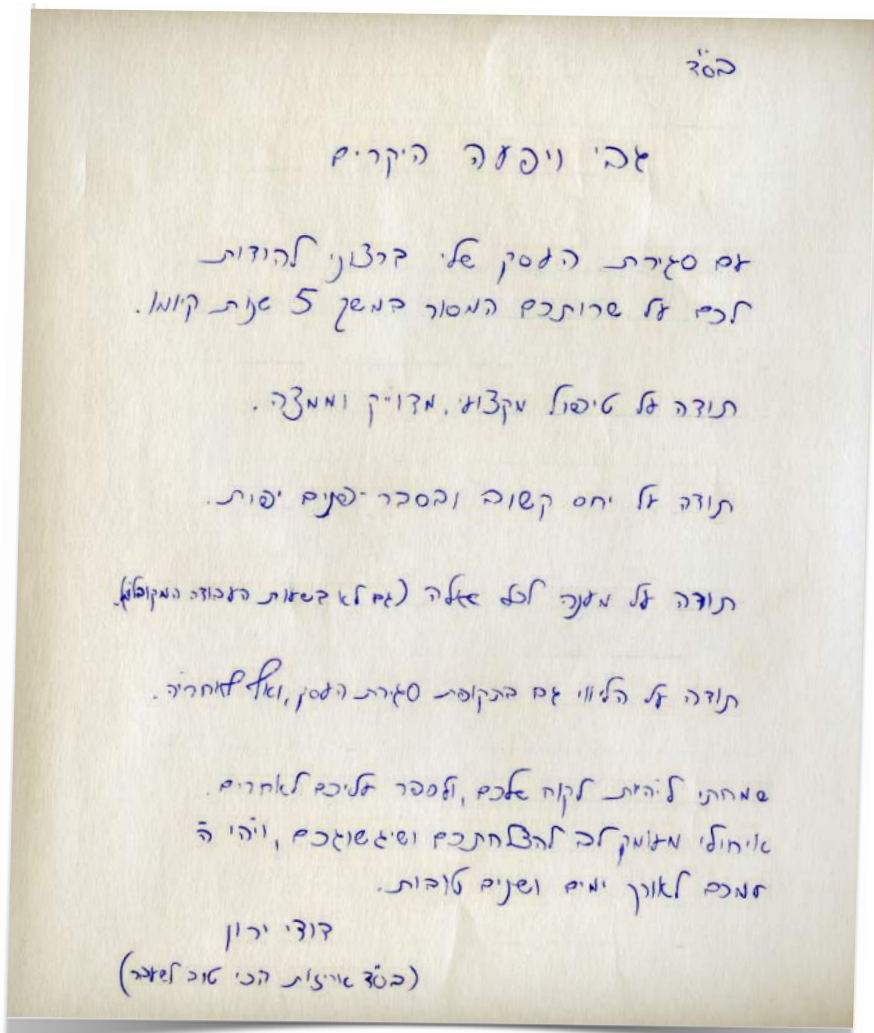 בס"ד
גבי ויפעה היקרים
עם סגירת העסק שלי ברצוני להודות
לכם על שרותכם המסור במשך 5 שנות קיומו.
תודה על טיפול מקצועי, מדוייק וממצה.
תודה על יחס קשוב ובסבר-פנים יפות.
תודה על מענה לכל שאלה (גם לא בשעות העבודה המקובלות).
תודה על הליווי גם בתקופת סגירת העסק, ואף לאחריה.
שמחתי להיות לקוח שלכם, ולספר עליכם לאחרים.
איחולי מעומק לב להצלחתכם ושיגשוגכם, ויהי ה'
עמכם לאורך ימים ושנים טובות.
דודי ירון
(בס"ד אריזות הכי טוב לשעבר)